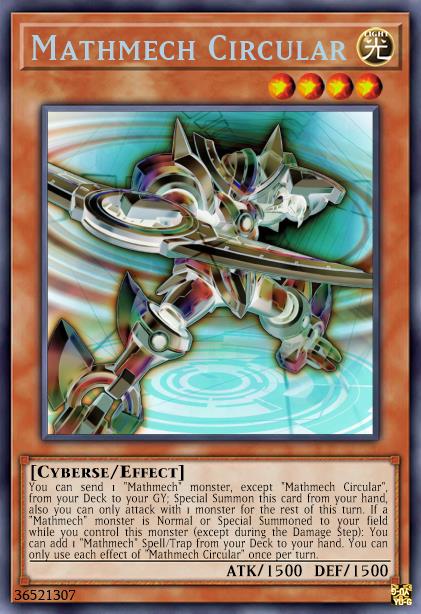 MATHMECH CIRCULAR
LIGHT
光
[CYBERSE/EFFECT]
You can send 1 "Mathmech" monster, except "Mathmech Circular",
from your Deck to your GY; Special Summon this card from your hand,
also you can only attack with 1 monster for the rest of this turn. If a
"Mathmech" monster is Normal or Special Summoned to your field
while you control this monster (except during the Damage Step): You
can add 1 "Mathmech" Spell/Trap from your Deck to your hand. You can
only use each effect of "Mathmech Circular" once per turn.
ATK/1500 DEF/1500
36521307